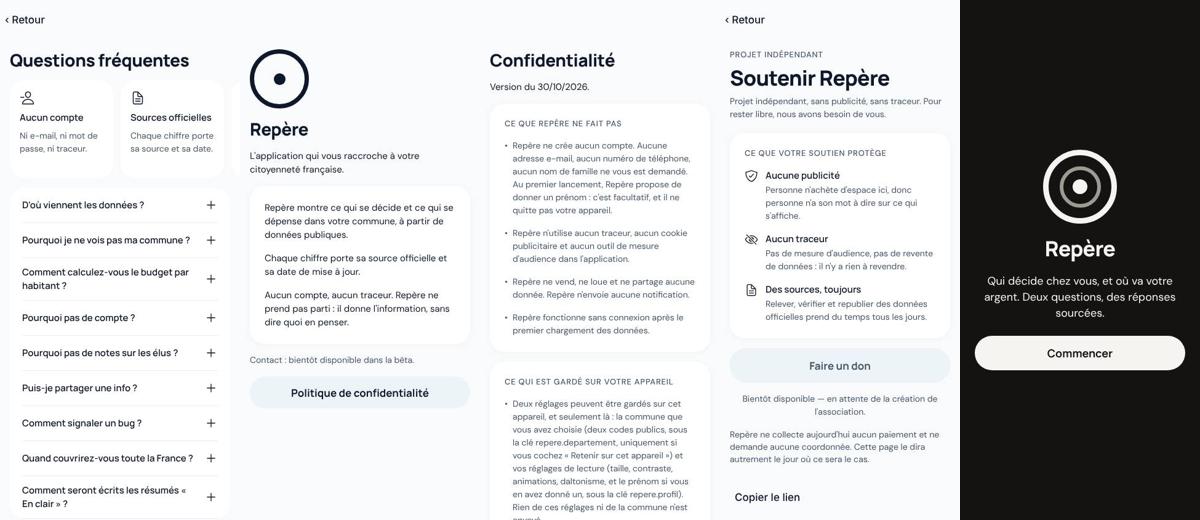 ‹ Retour
Questions fréquentes
Aucun compte
Ni e-mail, ni mot de
passe, ni traceur.
Sources officielles
Chaque chiffre porte
sa source et sa date.
D'où viennent les données ?
Pourquoi je ne vois pas ma commune ?
Comment calculez-vous le budget par
habitant ?
Pourquoi pas de compte ?
Pourquoi pas de notes sur les élus ?
Puis-je partager une info ?
Comment signaler un bug ?
Quand couvrirez-vous toute la France ?
Comment seront écrits les résumés «
En clair » ?
Repère
L'application qui vous raccroche à votre
citoyenneté française.
Repère montre ce qui se décide et ce qui se
dépense dans votre commune, à partir de
données publiques.
Chaque chiffre porte sa source officielle et
sa date de mise à jour.
Aucun compte, aucun traceur. Repère ne
prend pas parti : il donne l'information, sans
dire quoi en penser.
Contact : bientôt disponible dans la bêta.
Politique de confidentialité
Confidentialité
Version du 30/10/2026.
CE QUE REPÈRE NE FAIT PAS
• Repère ne crée aucun compte. Aucune
adresse e-mail, aucun numéro de téléphone,
aucun nom de famille ne vous est demandé.
Au premier lancement, Repère propose de
donner un prénom : c'est facultatif, et il ne
quitte pas votre appareil.
• Repère n'utilise aucun traceur, aucun cookie
publicitaire et aucun outil de mesure
d'audience dans l'application.
• Repère ne vend, ne loue et ne partage aucune
donnée. Repère n'envoie aucune notification.
• Repère fonctionne sans connexion après le
premier chargement des données.
CE QUI EST GARDÉ SUR VOTRE APPAREIL
• Deux réglages peuvent être gardés sur cet
appareil, et seulement là : la commune que
vous avez choisie (deux codes publics, sous
la clé repere.departement, uniquement si
vous cochez « Retenir sur cet appareil ») et
vos réglages de lecture (taille, contraste,
animations, daltonisme, et le prénom si vous
en avez donné un, sous la clé repere.profil).
Rien de ces réglages ni de la commune n'est
‹ Retour
PROJET INDÉPENDANT
Soutenir Repère
Projet indépendant, sans publicité, sans traceur. Pour
rester libre, nous avons besoin de vous.
CE QUE VOTRE SOUTIEN PROTÈGE
Aucune publicité
Personne n'achète d'espace ici, donc
personne n'a son mot à dire sur ce qui
s'affiche.
Aucun traceur
Pas de mesure d'audience, pas de revente
de données : il n'y a rien à revendre.
Des sources, toujours
Relever, vérifier et republier des données
officielles prend du temps tous les jours.
Faire un don
Bientôt disponible — en attente de la création de
l'association.
Repère ne collecte aujourd'hui aucun paiement et ne
demande aucune coordonnée. Cette page le dira
autrement le jour où ce sera le cas.
Copier le lien
Repère
Qui décide chez vous, et où va votre
argent. Deux questions, des réponses
sourcées.
Commencer